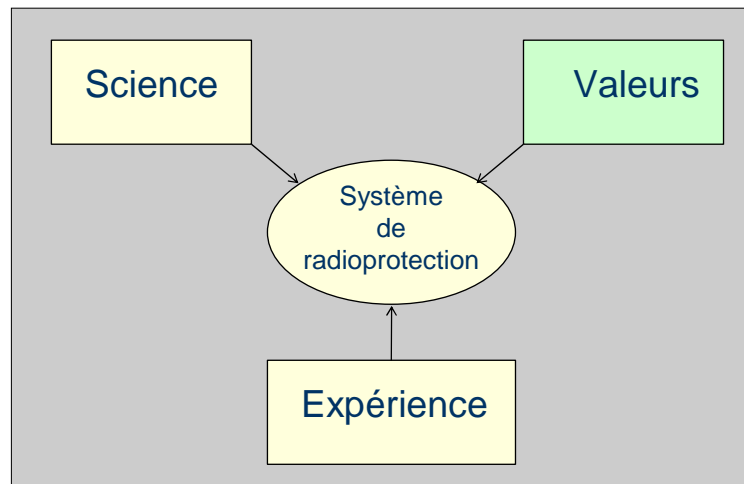 Science
Valeurs
Système
de
radioprotection
Expérience